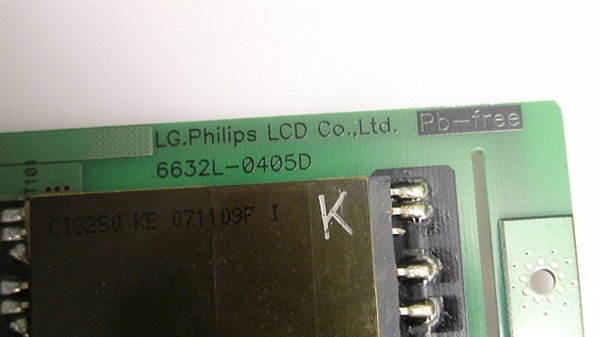 LG.Philips LCD Co.,Ltd. Pb-free
6632L-0405D
CI3250 KE 071109F I
K